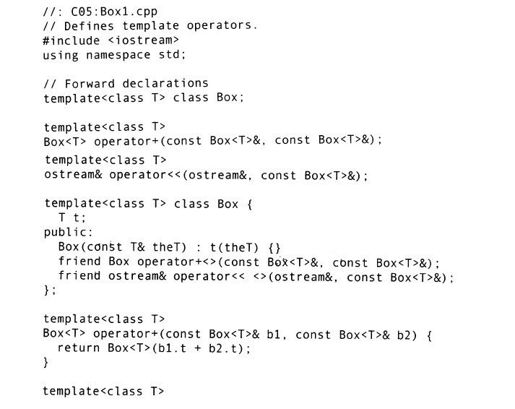 //: C05:Box1.cpp
// Defines template operators.
#include <iostream>
using namespace std;
// Forward declarations
template<class T> class Box;
template<class T>
Box<T> operator+(const Box<T>&, const Box<T>&);
template<class T>
ostream& operator<<(ostream&, const Box<T>&);
template<class T> class Box {
T t;
public:
Box(const T& theT) : t(theT) {}
friend Box operator+<>(const Box<T>&, const Box<T>&);
friend ostream& operator<< <>(ostream&, const Box<T>&);
};
template<class T>
Box<T> operator+(const Box<T>& b1, const Box<T>& b2) {
return Box<T>(b1.t + b2.t);
}
template<class T>